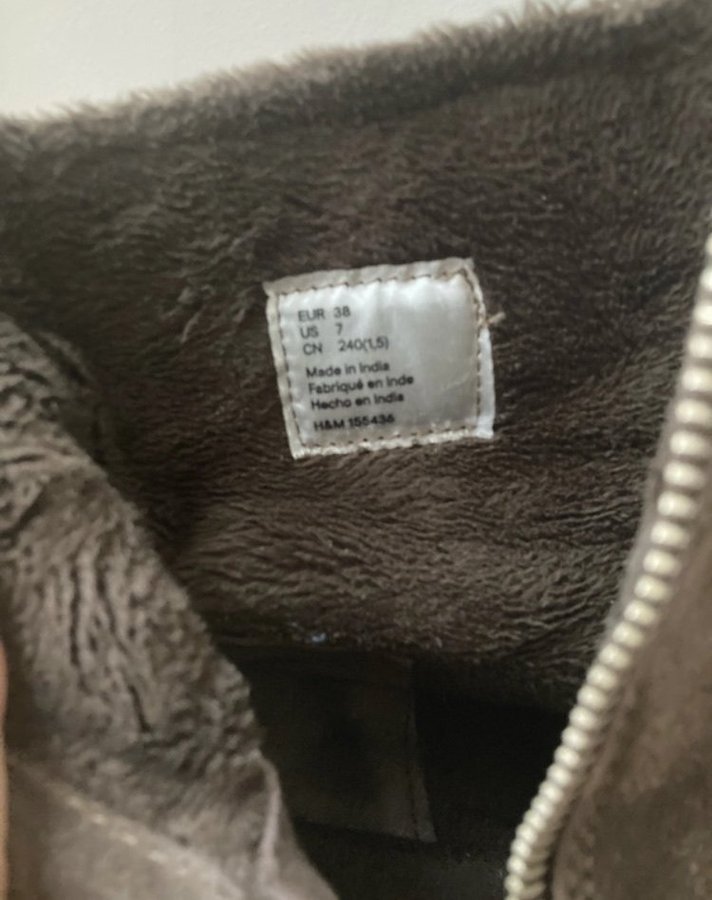 EUR 38
US 7
CN 240(1,5)
Made in India
Fabriqué en Inde
Hecho en India
H&M 155436